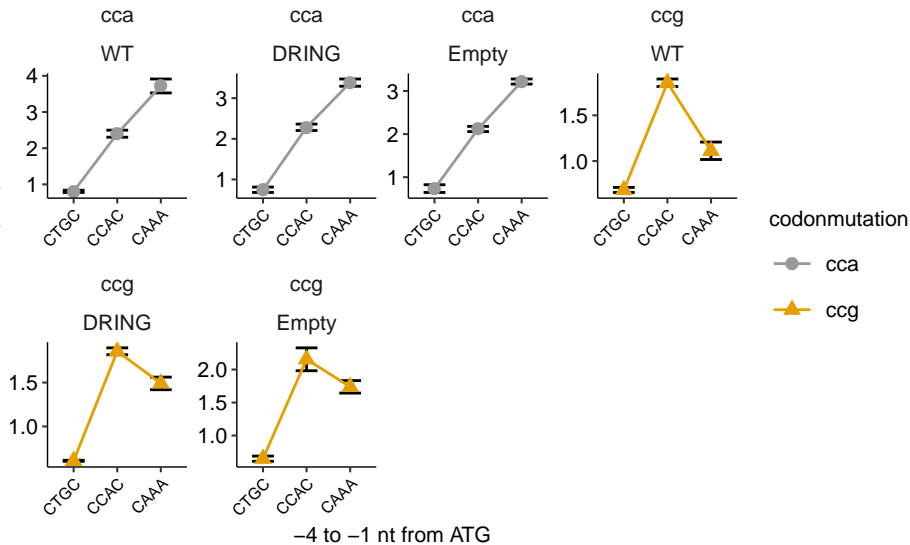 cca
WT
4
3
2
1
CTGC
CCAC
CAAA
cca
DRING
3
2
1
CTGC
CCAC
CAAA
cca
Empty
3
2
1
CTGC
CCAC
CAAA
ccg
WT
1.5
1.0
CTGC
CCAC
CAAA
codonmutation
cca
ccg
ccg
DRING
1.5
1.0
CTGC
CCAC
CAAA
ccg
Empty
2.0
1.5
1.0
CTGC
CCAC
CAAA
−4 to −1 nt from ATG